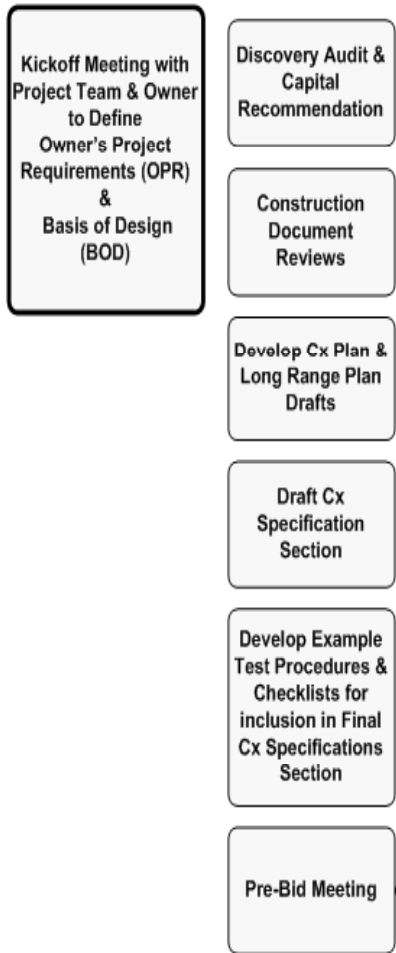 Kickoff Meeting with
Project Team & Owner
to Define
Owner's Project
Requirements (OPR)
&
Basis of Design
(BOD)
Discovery Audit &
Capital
Recommendation
Construction
Document
Reviews
Develop Cx Plan &
Long Range Plan
Drafts
Draft Cx
Specification
Section
Develop Example
Test Procedures &
Checklists for
inclusion in Final
Cx Specifications
Section
Pre-Bid Meeting